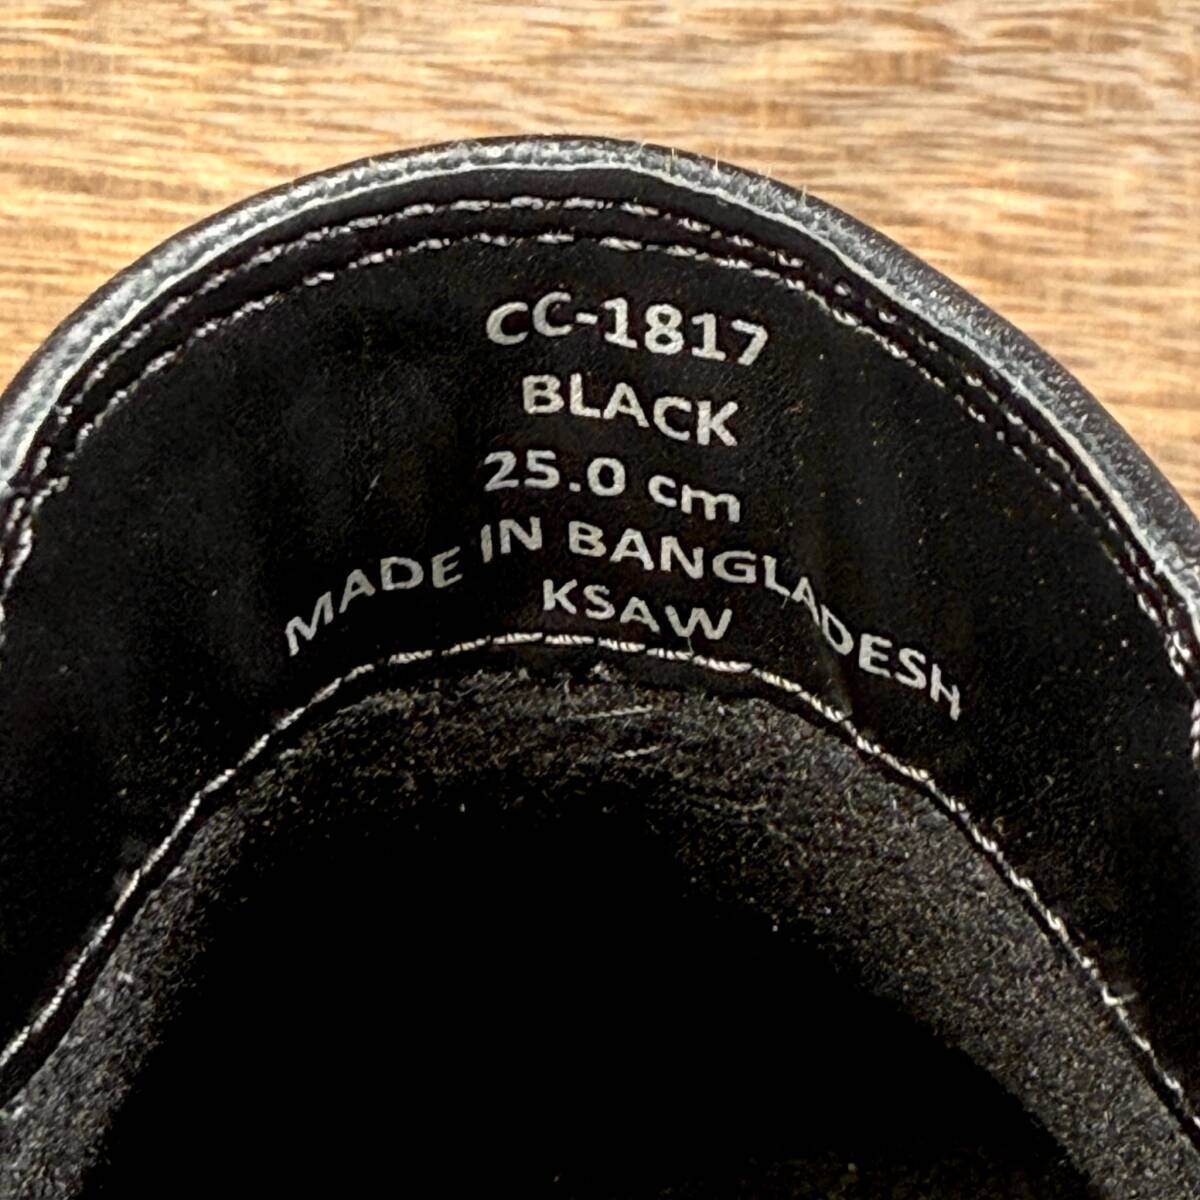 CC-1817
BLACK
25.0 cm
MADE IN BANGLADESH
KSAW